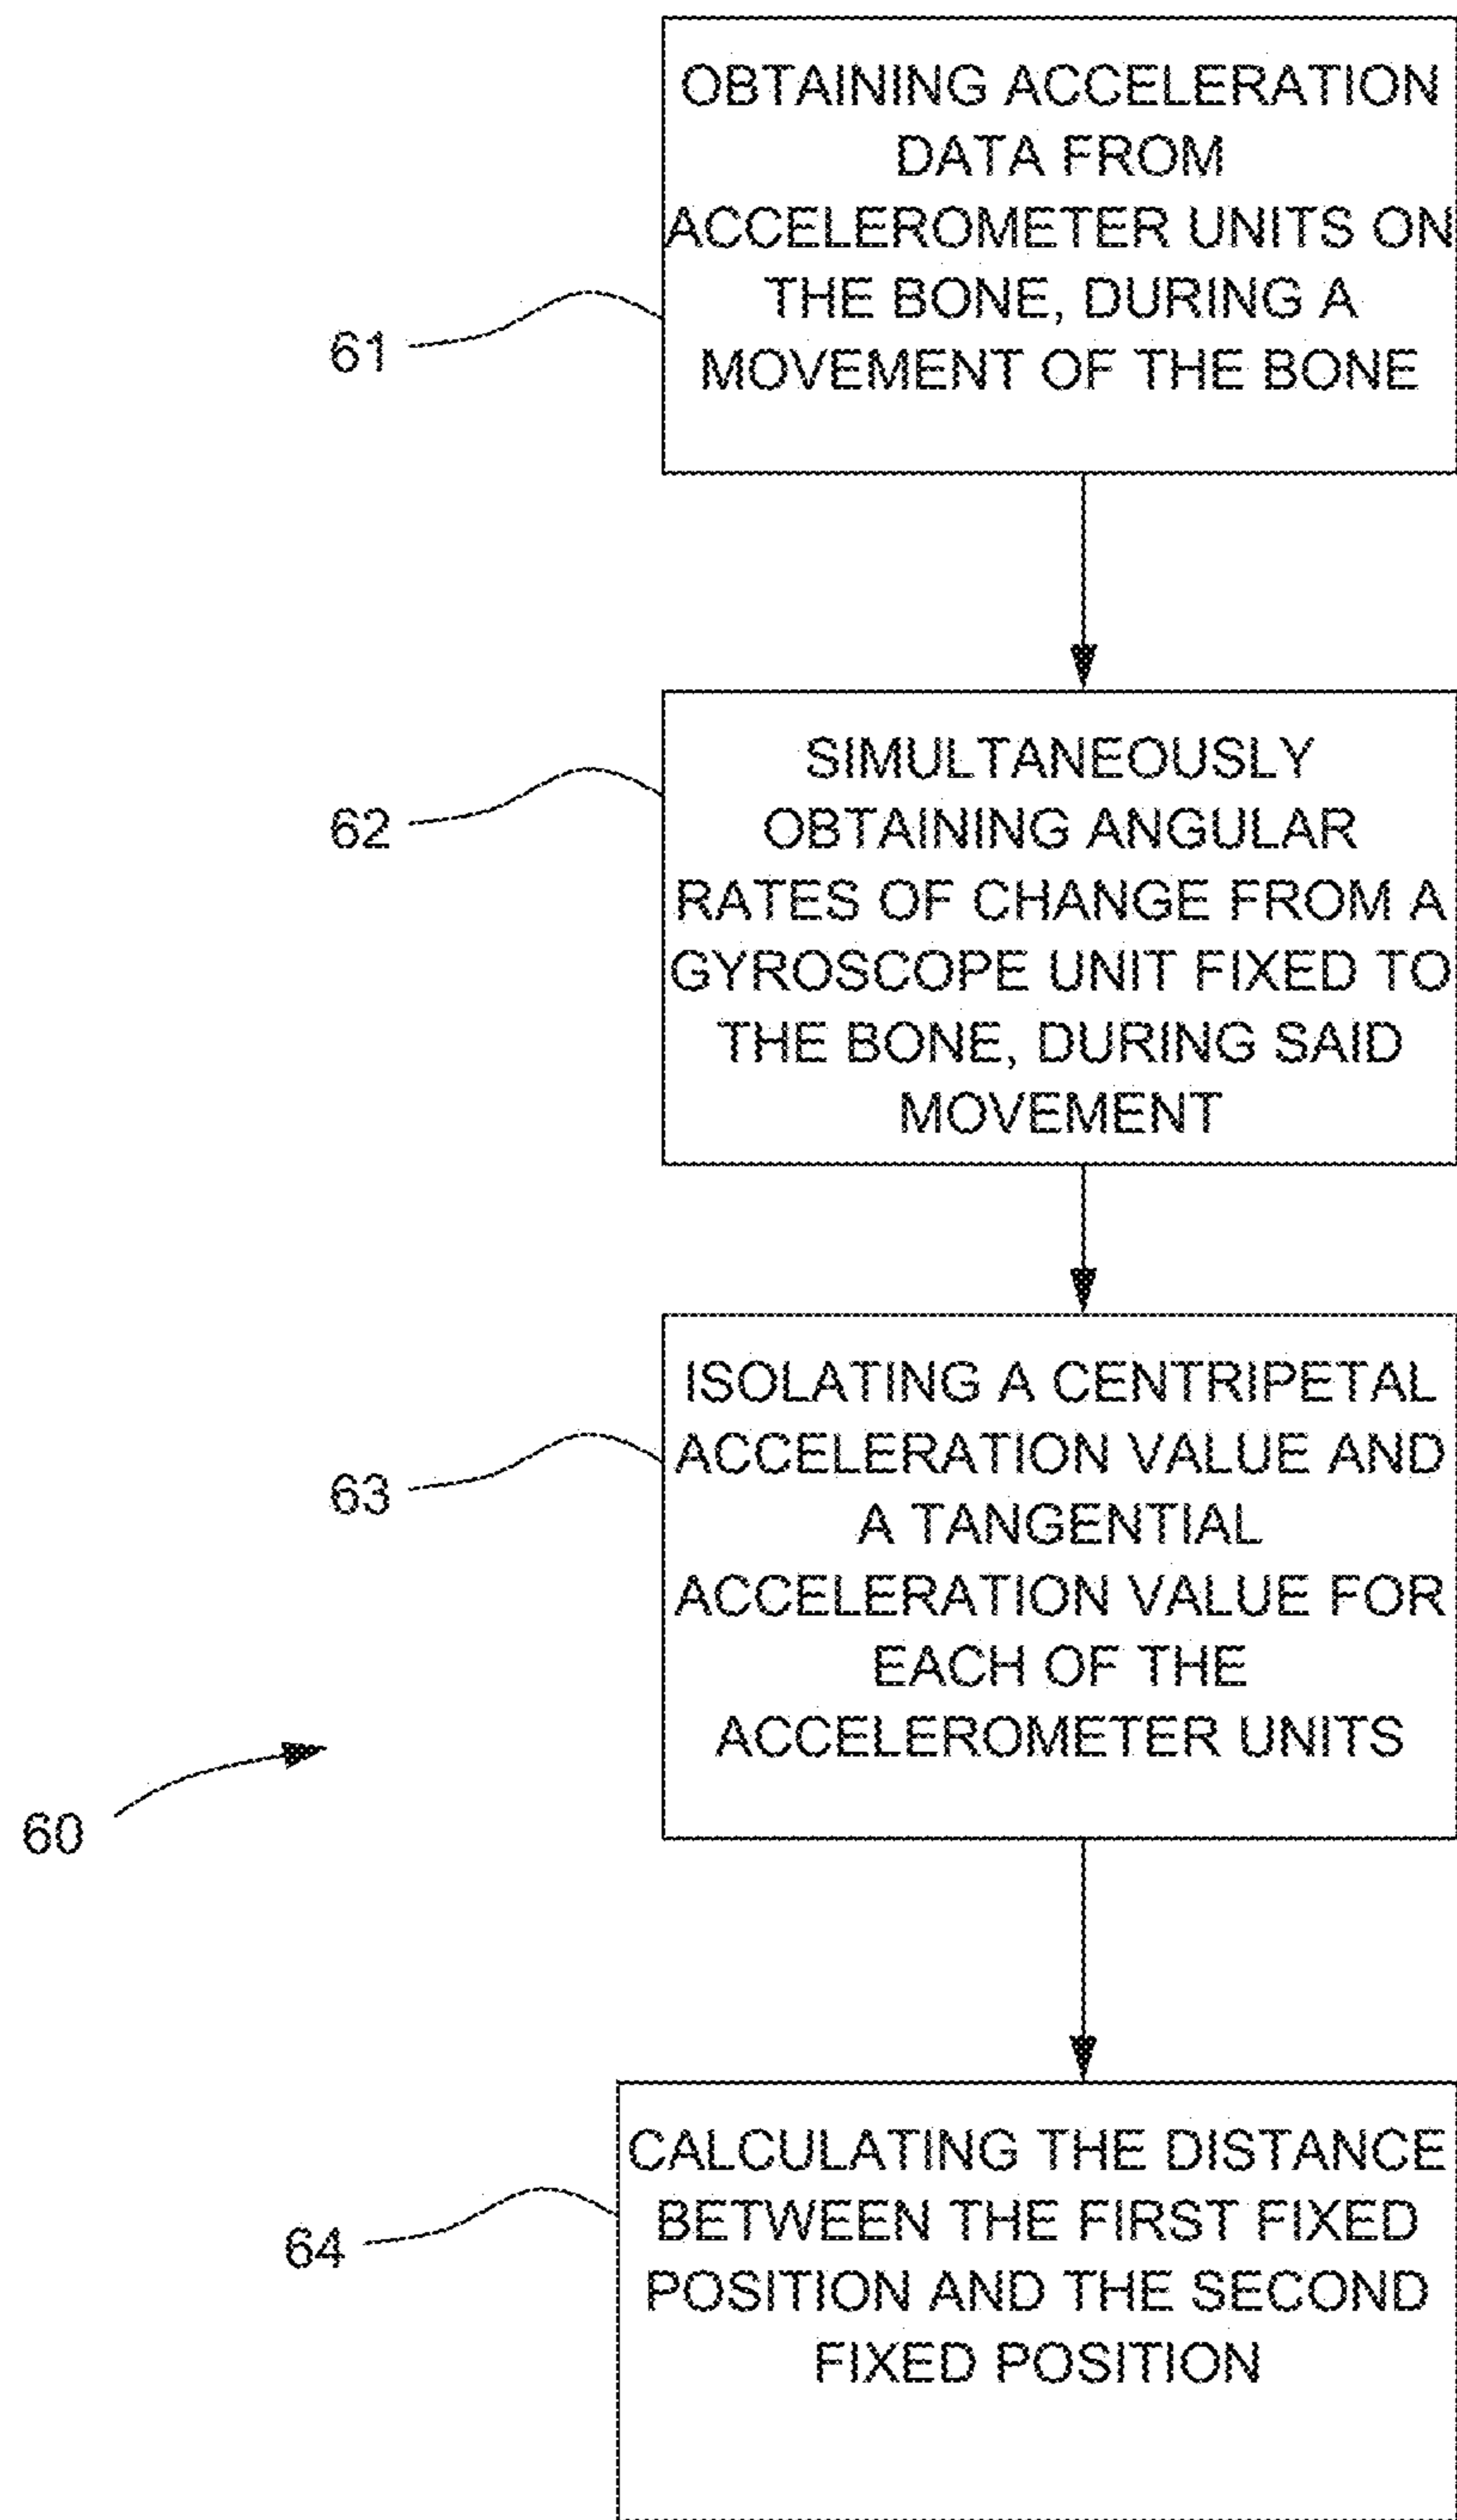 OBTAINING ACCELERATION
DATA FROM
ACCELEROMETER UNITS ON
THE BONE, DURING A
MOVEMENT OF THE BONE
61
SIMULTANEOUSLY
OBTAINING ANGULAR
RATES OF CHANGE FROM A
GYROSCOPE UNIT FIXED TO
THE BONE, DURING SAID
MOVEMENT
62
ISOLATING A CENTRIPETAL
ACCELERATION VALUE AND
A TANGENTIAL
ACCELERATION VALUE FOR
EACH OF THE
ACCELEROMETER UNITS
63
60
CALCULATING THE DISTANCE
BETWEEN THE FIRST FIXED
POSITION AND THE SECOND
FIXED POSITION
64